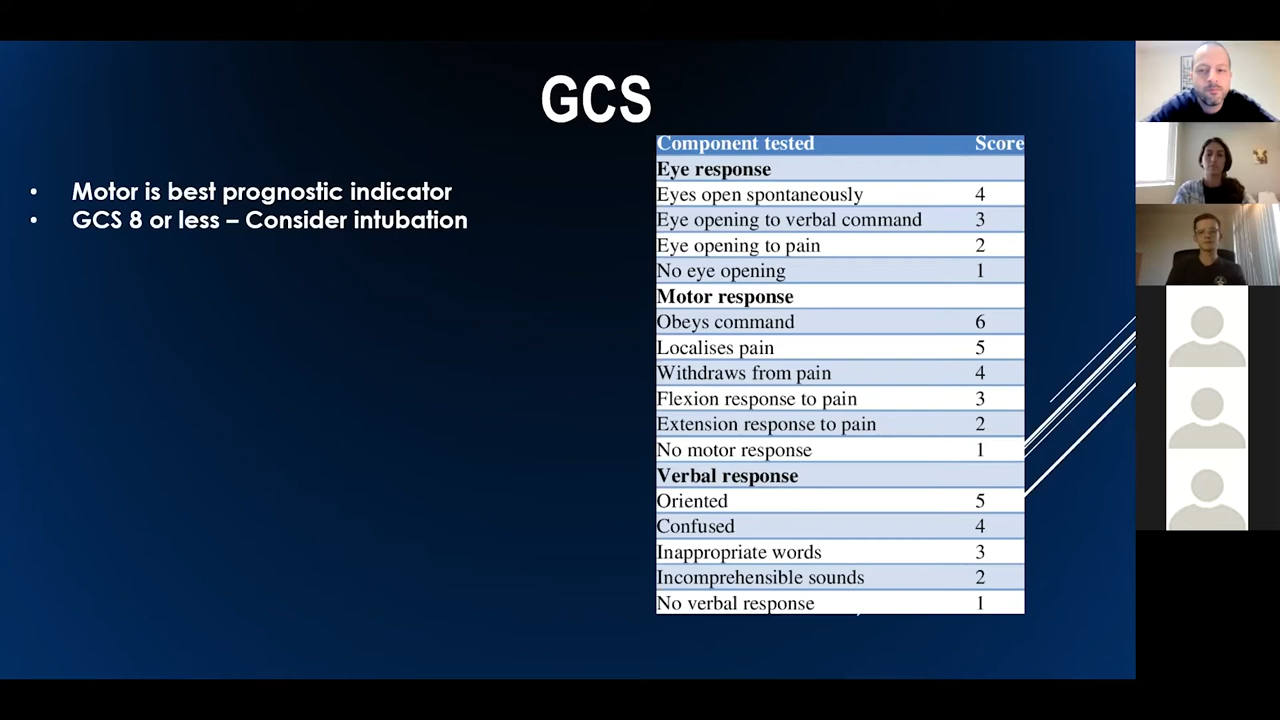 GCS
• Motor is best prognostic indicator
• GCS 8 or less – Consider intubation
Component tested Score
Eye response
Eyes open spontaneously 4
Eye opening to verbal command 3
Eye opening to pain 2
No eye opening 1
Motor response
Obeys command 6
Localises pain 5
Withdraws from pain 4
Flexion response to pain 3
Extension response to pain 2
No motor response 1
Verbal response
Oriented 5
Confused 4
Inappropriate words 3
Incomprehensible sounds 2
No verbal response 1